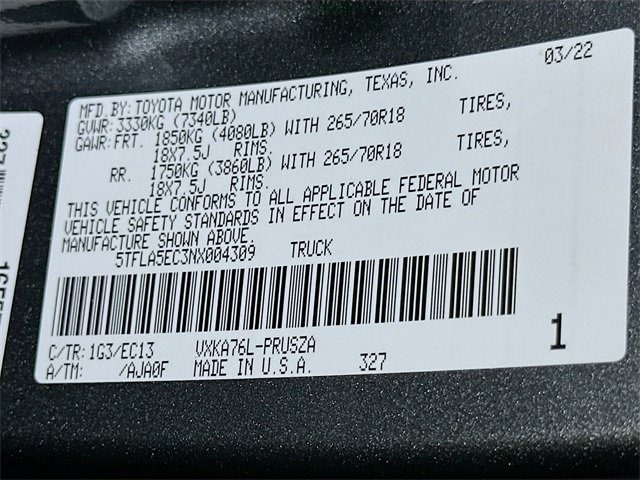 03/22
MFD.BY:TOYOTA MOTOR MANUFACTURING, TEXAS, INC.
GVWR:3330KG (7340LB)
GAWR:FRT. 1850KG (4080LB) WITH 265/70R18 TIRES,
18X7.5J RIMS.
RR. 1750KG (3860LB) WITH 265/70R18 TIRES,
18X7.5J RIMS.
THIS VEHICLE CONFORMS TO ALL APPLICABLE FEDERAL MOTOR
VEHICLE SAFETY STANDARDS IN EFFECT ON THE DATE OF
MANUFACTURE SHOWN ABOVE.
5TFLA5EC3NX004309 TRUCK
C/TR:1G3/EC13 VXKA76L-PRUSZA
A/TM: /AJA0F MADE IN U.S.A. 327
1